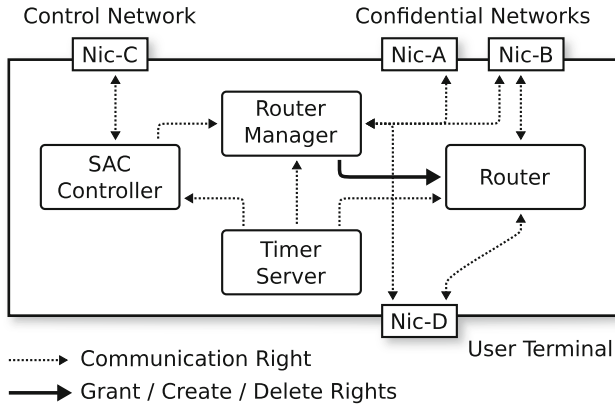 Control Network
Confidential Networks
Nic-C
Nic-A
Nic-B
Router
Manager
SAC
Controller
Router
Timer
Server
Nic-D
User Terminal
Communication Right
Grant / Create / Delete Rights